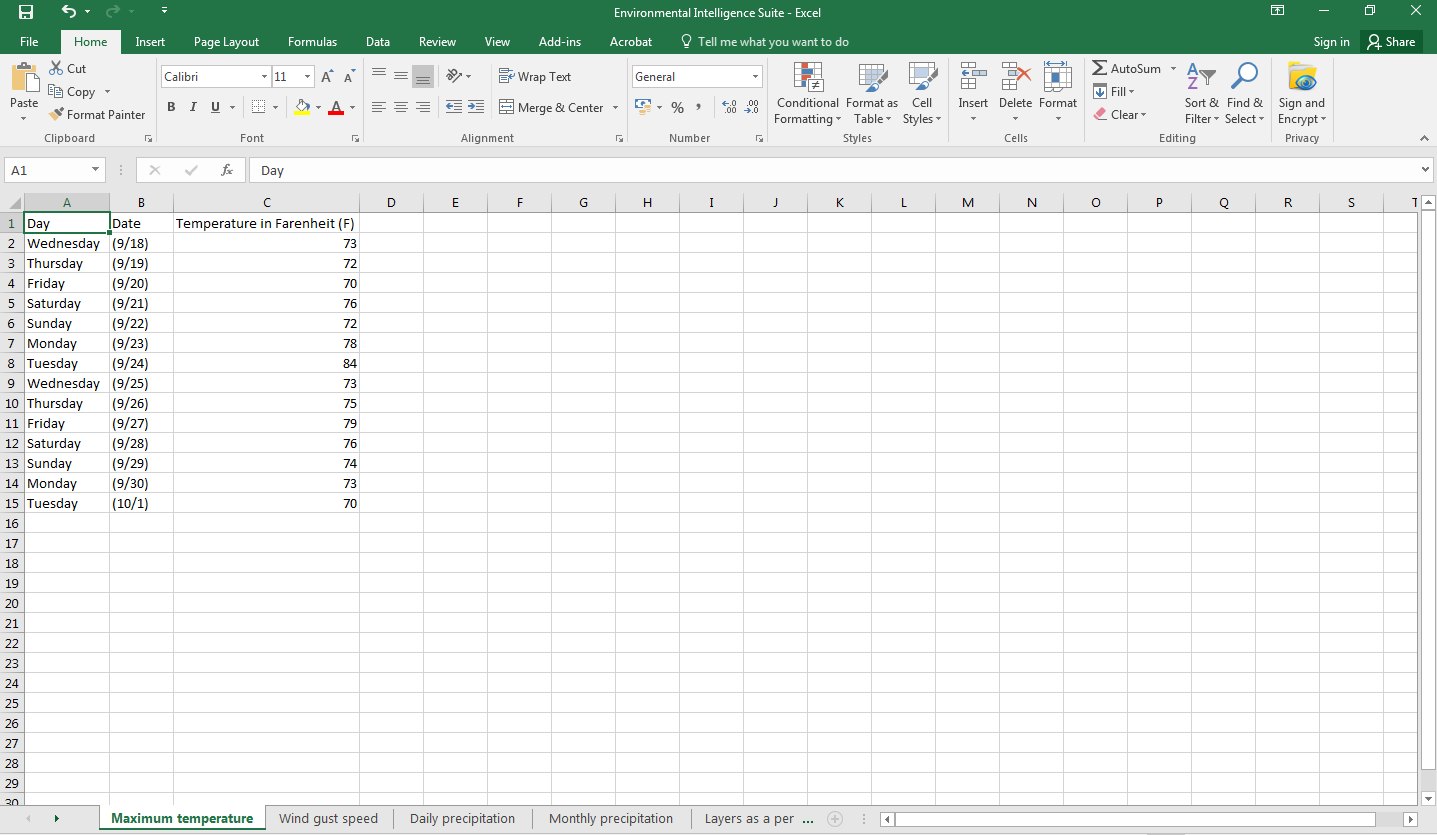 Environmental Intelligence Suite - Excel
File Home Insert Page Layout Formulas Data Review View Add-ins Acrobat Tell me what you want to do Sign in Share
Paste
Cut
Copy
Format Painter
Clipboard
Calibri 11
B I U
Font
Wrap Text
Merge & Center
Alignment
General
%
Number
Conditional Formatting
Format as Table
Cell Styles
Styles
Insert Delete Format
Cells
AutoSum
Fill
Clear
Sort & Filter
Find & Select
Editing
Sign and Encrypt
Privacy
A1 fx Day
A B C D E F G H I J K L M N O P Q R S T
1 Day Date Temperature in Farenheit (F)
2 Wednesday (9/18) 73
3 Thursday (9/19) 72
4 Friday (9/20) 70
5 Saturday (9/21) 76
6 Sunday (9/22) 72
7 Monday (9/23) 78
8 Tuesday (9/24) 84
9 Wednesday (9/25) 73
10 Thursday (9/26) 75
11 Friday (9/27) 79
12 Saturday (9/28) 76
13 Sunday (9/29) 74
14 Monday (9/30) 73
15 Tuesday (10/1) 70
16
17
18
19
20
21
22
23
24
25
26
27
28
29
30
Maximum temperature Wind gust speed Daily precipitation Monthly precipitation Layers as a per ...